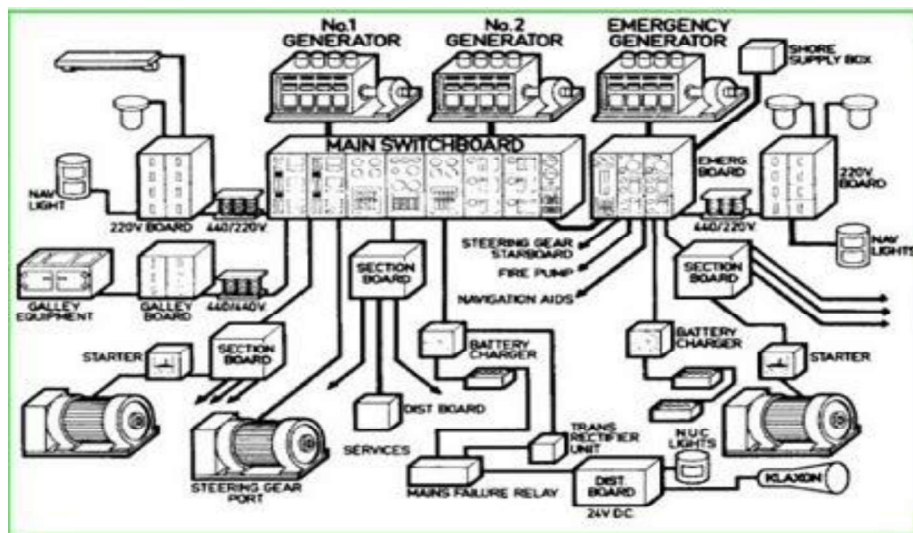 No.1
GENERATOR
No.2
GENERATOR
EMERGENCY
GENERATOR
SHORE
SUPPLY BOX
MAIN SWITCHBOARD
EMERG.
BOARD
220V.
BOARD
NAV
LIGHT
220V. BOARD
440/220V.
440/220V.
NAV
LIGHTS
STEERING GEAR
STARBOARD
FIRE PUMP
NAVIGATION AIDS
SECTION
BOARD
SECTION
BOARD
GALLEY
EQUIPMENT
GALLEY
BOARD
440/440V.
STARTER
SECTION
BOARD
BATTERY
CHARGER
BATTERY
CHARGER
STARTER
DIST BOARD
SERVICES
TRANS
RECTIFIER
UNIT
N.U.C
LIGHTS
STEERING GEAR
PORT
MAINS FAILURE RELAY
DIST
BOARD
24V D.C.
KLAXON